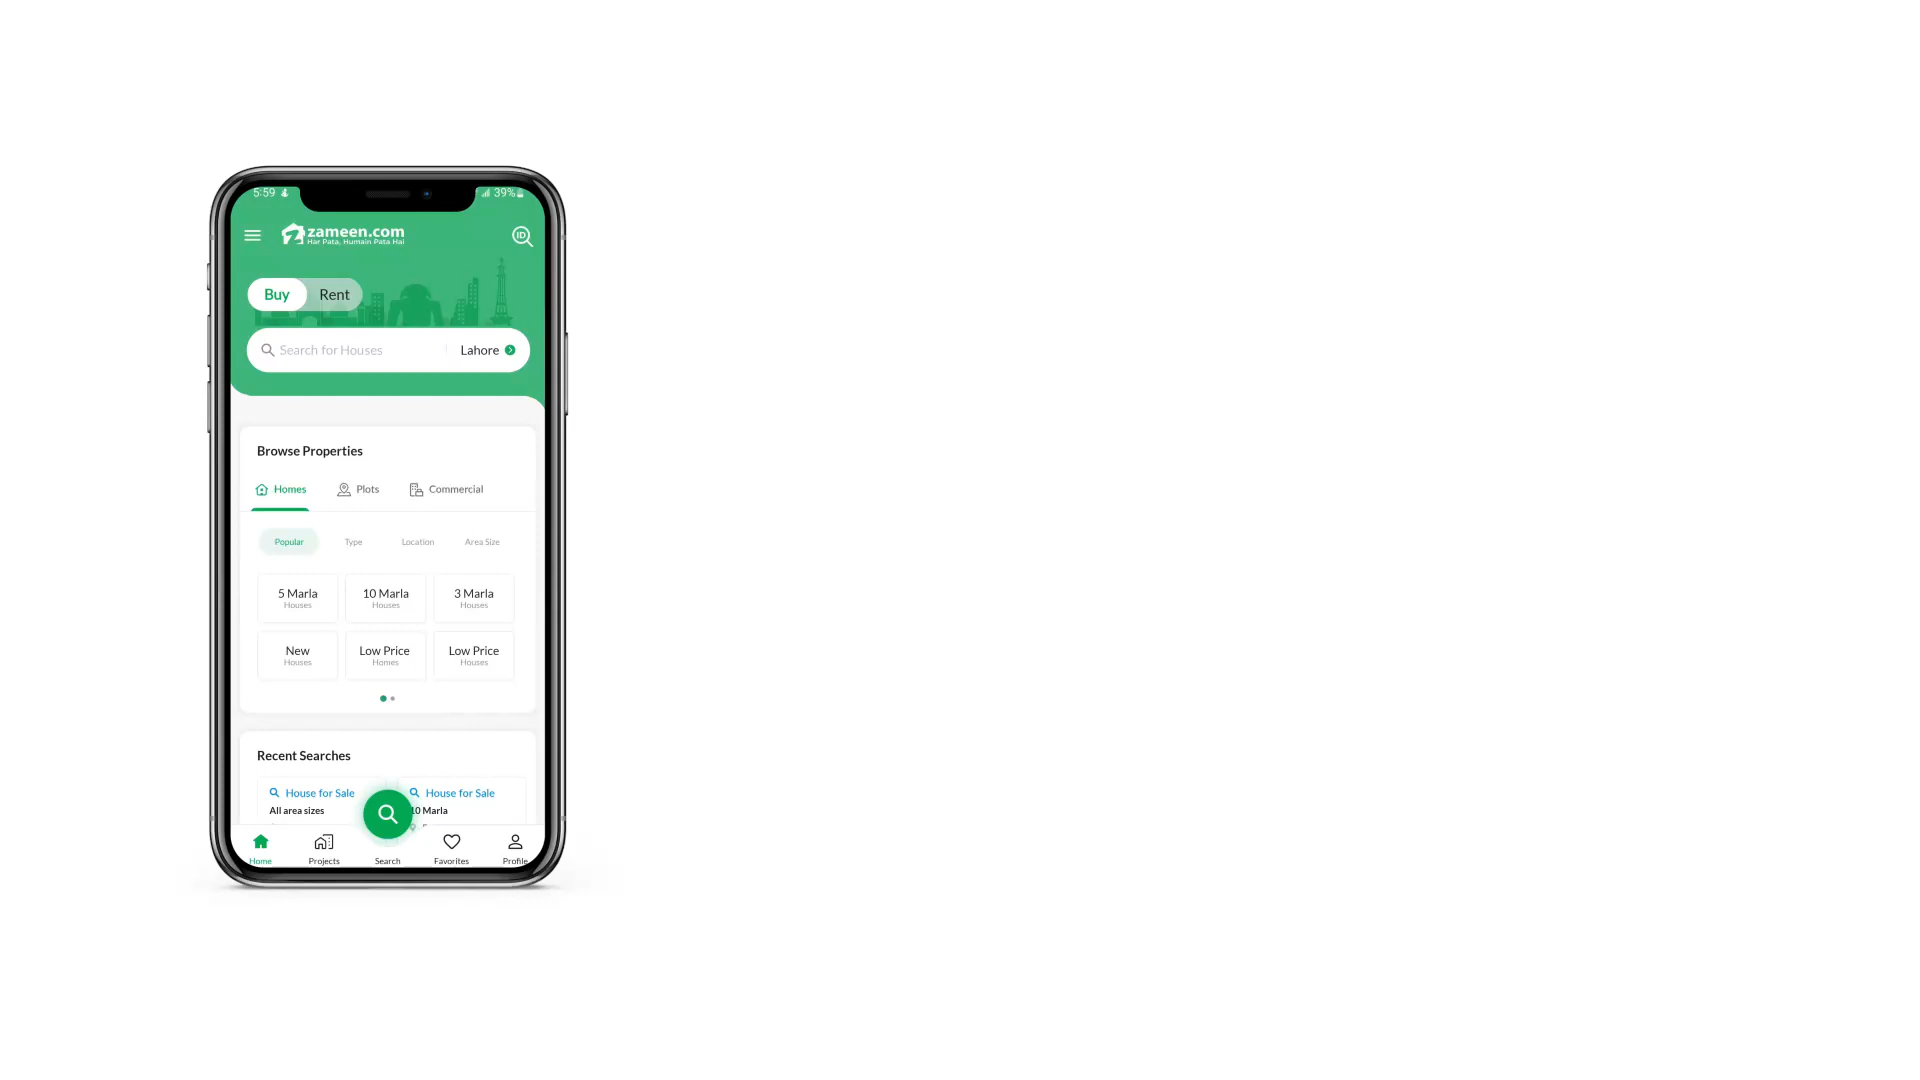 5:59
39%
zameen.com
Har Pata, Humain Pata Hai
ID
Buy Rent
Search for Houses Lahore
Browse Properties
Homes Plots Commercial
Popular Type Location Area Size
5 Marla 10 Marla 3 Marla
Houses Houses Houses
New Low Price Low Price
Houses Homes Houses
Recent Searches
House for Sale House for Sale
All area sizes 10 Marla
Home Projects Search Favorites Profile